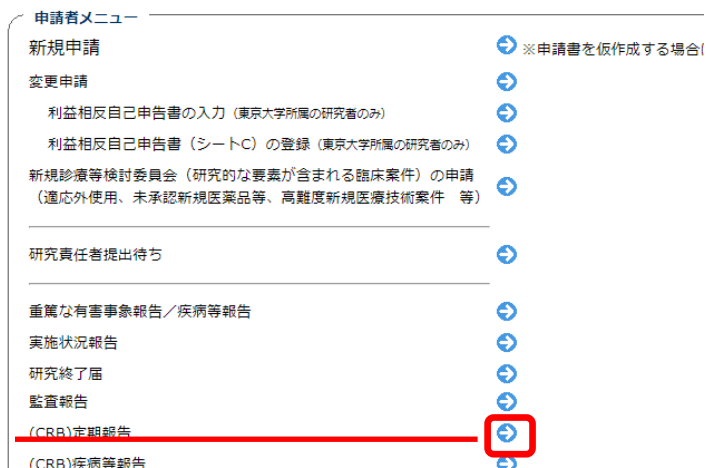 申請者メニュー
新規申請
※申請書を仮作成する場合
変更申請
利益相反自己申告書の入力（東京大学所属の研究者のみ）
利益相反自己申告書（シートC）の登録（東京大学所属の研究者のみ）
新規診療等検討委員会（研究的な要素が含まれる臨床案件）の申請
（適応外使用、未承認新規医薬品等、高難度新規医療技術案件　等）
研究責任者提出待ち
重篤な有害事象報告／疾病等報告
実施状況報告
研究終了届
監査報告
(CRB)定期報告
(CRB)疾病等報告